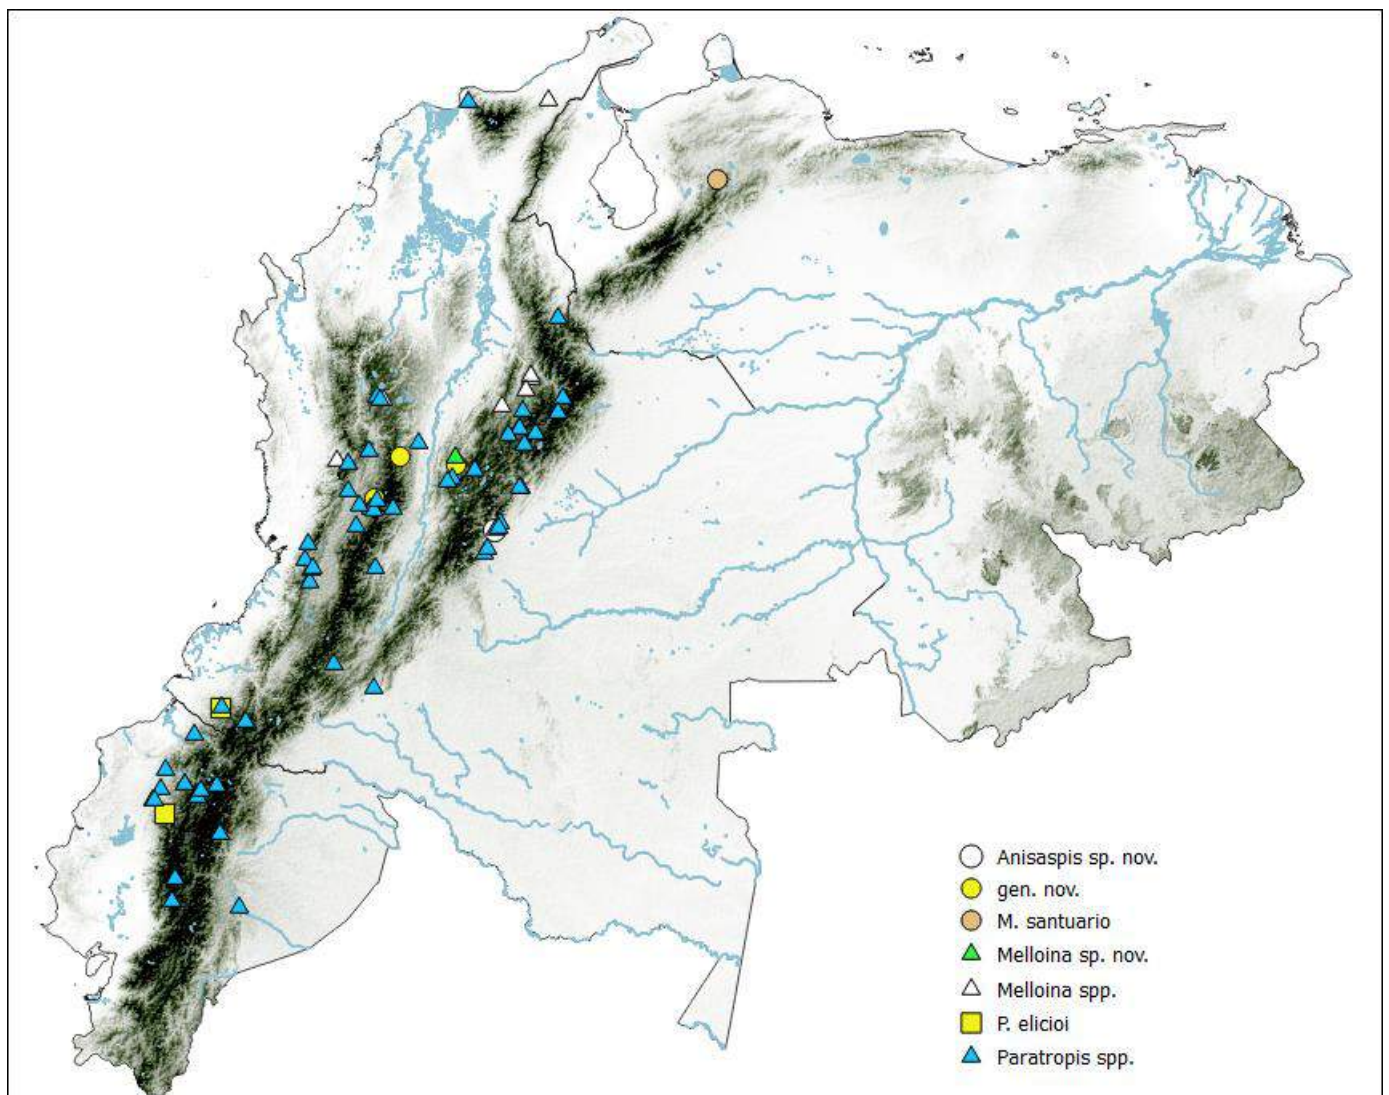 Anisaspis sp. nov.
gen. nov.
M. santuario
Melloina sp. nov.
Melloina spp.
P. elicioi
Paratropis spp.